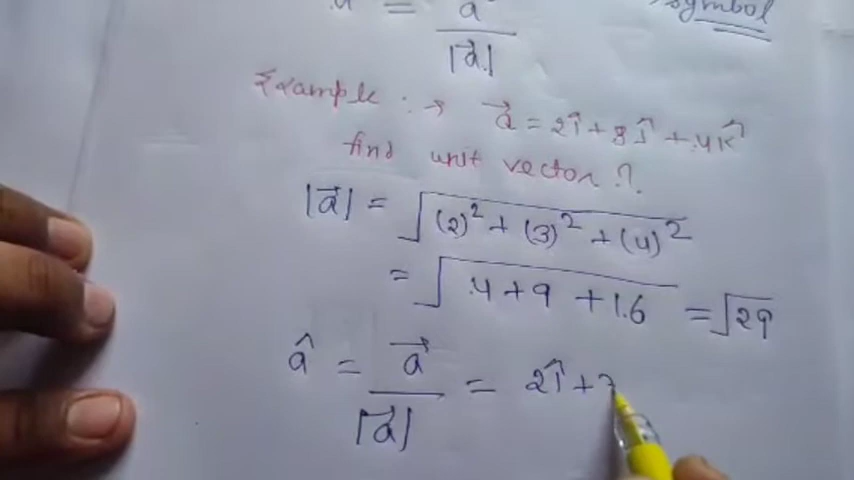 symbol
= a
|a⃗|
Example :→ a⃗ = 2î + 3ĵ + 4k̂
find unit vector ?
|a⃗| = √(2)² + (3)² + (4)²
= √4 + 9 + 16 = √29
â = a⃗ / |a⃗| = 2î +